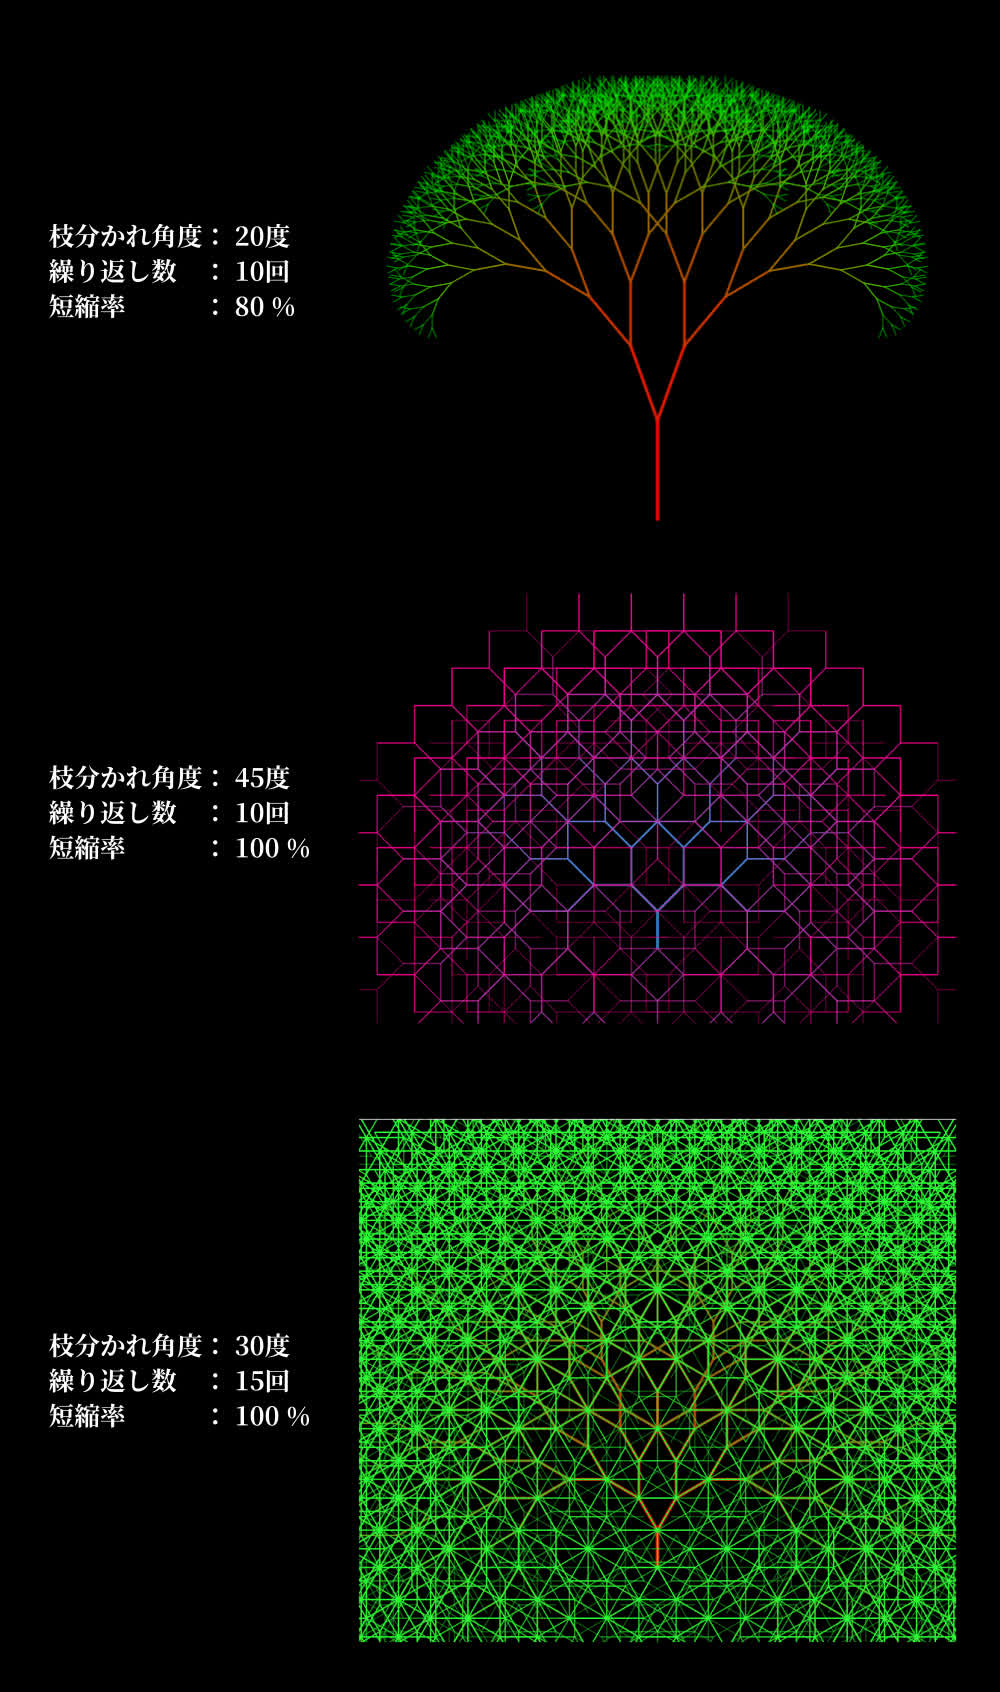 枝分かれ角度： 20度
繰り返し数　： 10回
短縮率　　　： 80 %
枝分かれ角度： 45度
繰り返し数　： 10回
短縮率　　　： 100 %
枝分かれ角度： 30度
繰り返し数　： 15回
短縮率　　　： 100 %